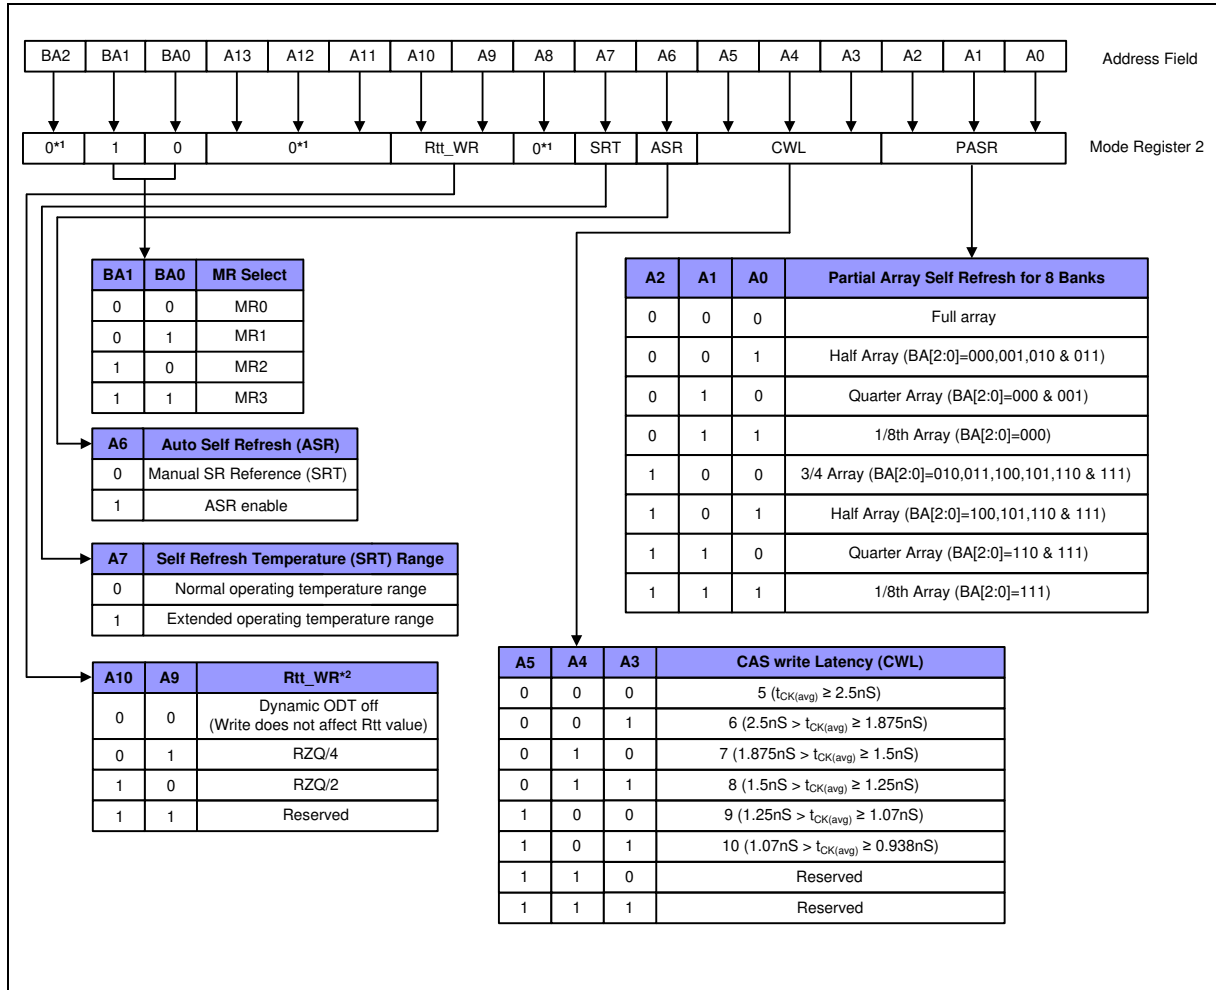 BA2 BA1 BA0 A13 A12 A11 A10 A9 A8 A7 A6 A5 A4 A3 A2 A1 A0 Address Field
0*1 1 0 0*1 Rtt_WR 0*1 SRT ASR CWL PASR Mode Register 2
BA1 BA0 MR Select
0 0 MR0
0 1 MR1
1 0 MR2
1 1 MR3
A6 Auto Self Refresh (ASR)
0 Manual SR Reference (SRT)
1 ASR enable
A7 Self Refresh Temperature (SRT) Range
0 Normal operating temperature range
1 Extended operating temperature range
A10 A9 Rtt_WR*2
0 0 Dynamic ODT off
(Write does not affect Rtt value)
0 1 RZQ/4
1 0 RZQ/2
1 1 Reserved
A2 A1 A0 Partial Array Self Refresh for 8 Banks
0 0 0 Full array
0 0 1 Half Array (BA[2:0]=000,001,010 & 011)
0 1 0 Quarter Array (BA[2:0]=000 & 001)
0 1 1 1/8th Array (BA[2:0]=000)
1 0 0 3/4 Array (BA[2:0]=010,011,100,101,110 & 111)
1 0 1 Half Array (BA[2:0]=100,101,110 & 111)
1 1 0 Quarter Array (BA[2:0]=110 & 111)
1 1 1 1/8th Array (BA[2:0]=111)
A5 A4 A3 CAS write Latency (CWL)
0 0 0 5 (tCK(avg) ≥ 2.5nS)
0 0 1 6 (2.5nS > tCK(avg) ≥ 1.875nS)
0 1 0 7 (1.875nS > tCK(avg) ≥ 1.5nS)
0 1 1 8 (1.5nS > tCK(avg) ≥ 1.25nS)
1 0 0 9 (1.25nS > tCK(avg) ≥ 1.07nS)
1 0 1 10 (1.07nS > tCK(avg) ≥ 0.938nS)
1 1 0 Reserved
1 1 1 Reserved